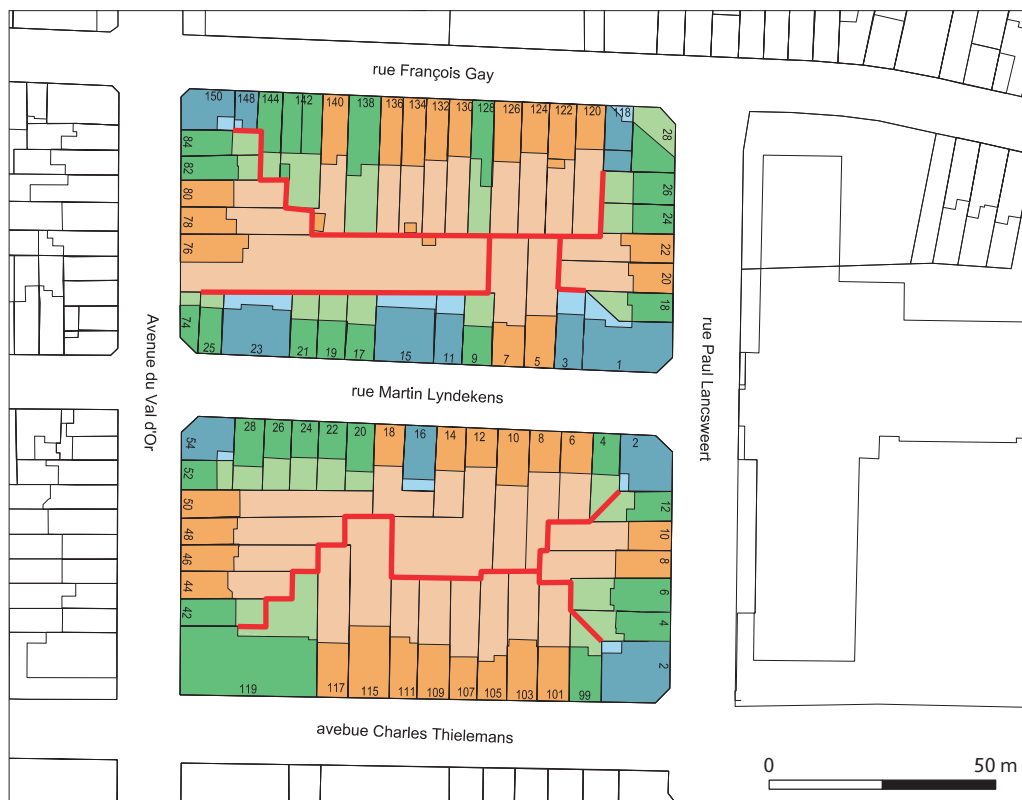 rue François Gay
150 148 144 142 140 138 136 134 132 130 128 126 124 122 120 118
28
84
82
26
80
24
78
22
76
20
18
74
25 23 21 19 17 15 11 9 7 5 3 1
Avenue du Val d'Or
rue Paul Lancsweert
rue Martin Lyndekens
54
28 26 24 22 20 18 16 14 12 10 8 6 4 2
52
12
50
10
48
46
8
44
6
42
4
2
119 117 115 111 109 107 105 103 101 99
avebue Charles Thielemans
0 50 m